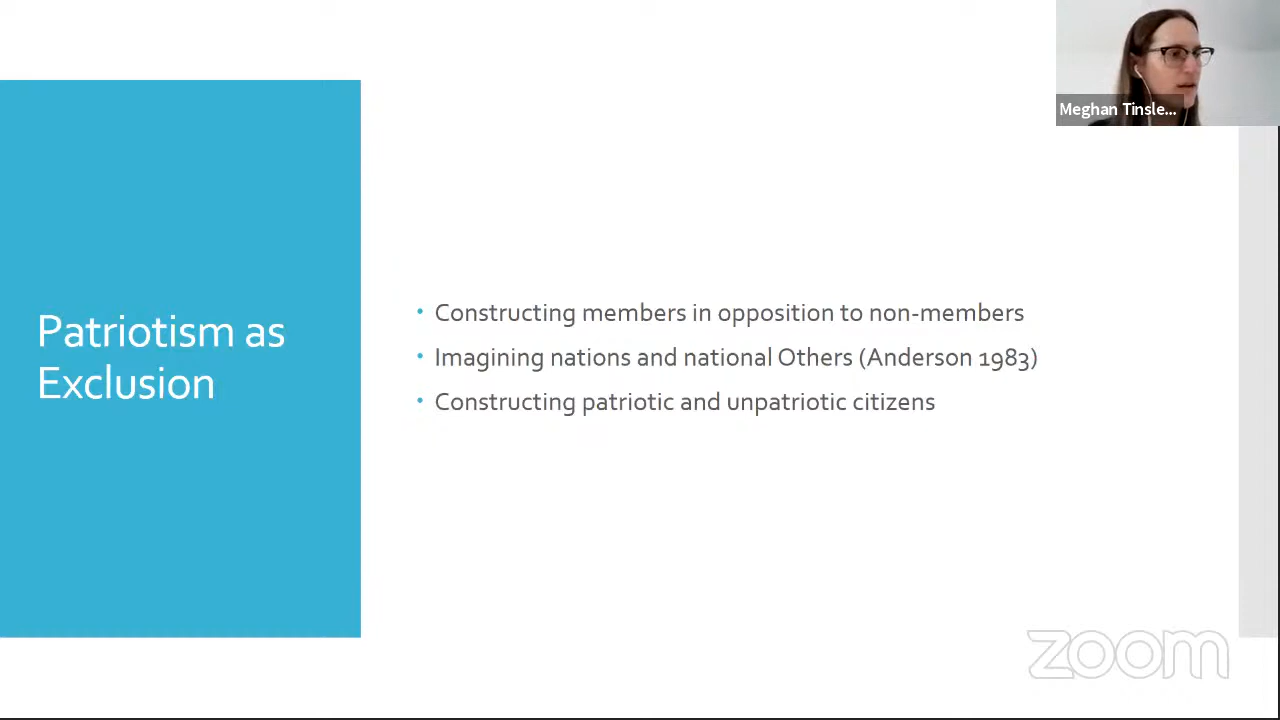 Meghan Tinsle...
Patriotism as
Exclusion
• Constructing members in opposition to non-members
• Imagining nations and national Others (Anderson 1983)
• Constructing patriotic and unpatriotic citizens
zoom